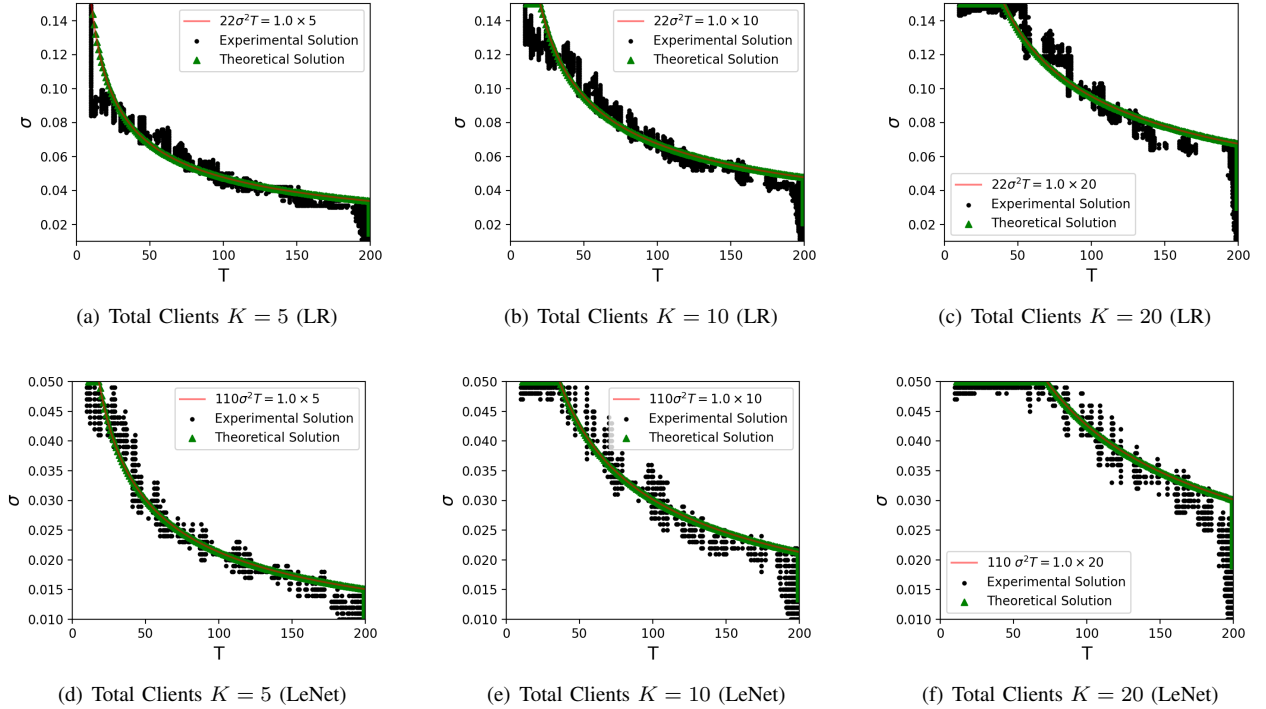 0.14
0.12
0.10
0.08
0.06
0.04
0.02
σ
0 50 100 150 200
T
22σ²T = 1.0 × 5
Experimental Solution
Theoretical Solution
(a) Total Clients K = 5 (LR)
0.14
0.12
0.10
0.08
0.06
0.04
0.02
σ
0 50 100 150 200
T
22σ²T = 1.0 × 10
Experimental Solution
Theoretical Solution
(b) Total Clients K = 10 (LR)
0.14
0.12
0.10
0.08
0.06
0.04
0.02
σ
0 50 100 150 200
T
22σ²T = 1.0 × 20
Experimental Solution
Theoretical Solution
(c) Total Clients K = 20 (LR)
0.050
0.045
0.040
0.035
0.030
0.025
0.020
0.015
0.010
σ
0 50 100 150 200
T
110σ²T = 1.0 × 5
Experimental Solution
Theoretical Solution
(d) Total Clients K = 5 (LeNet)
0.050
0.045
0.040
0.035
0.030
0.025
0.020
0.015
0.010
σ
0 50 100 150 200
T
110σ²T = 1.0 × 10
Experimental Solution
Theoretical Solution
(e) Total Clients K = 10 (LeNet)
0.050
0.045
0.040
0.035
0.030
0.025
0.020
0.015
0.010
σ
0 50 100 150 200
T
110 σ²T = 1.0 × 20
Experimental Solution
Theoretical Solution
(f) Total Clients K = 20 (LeNet)